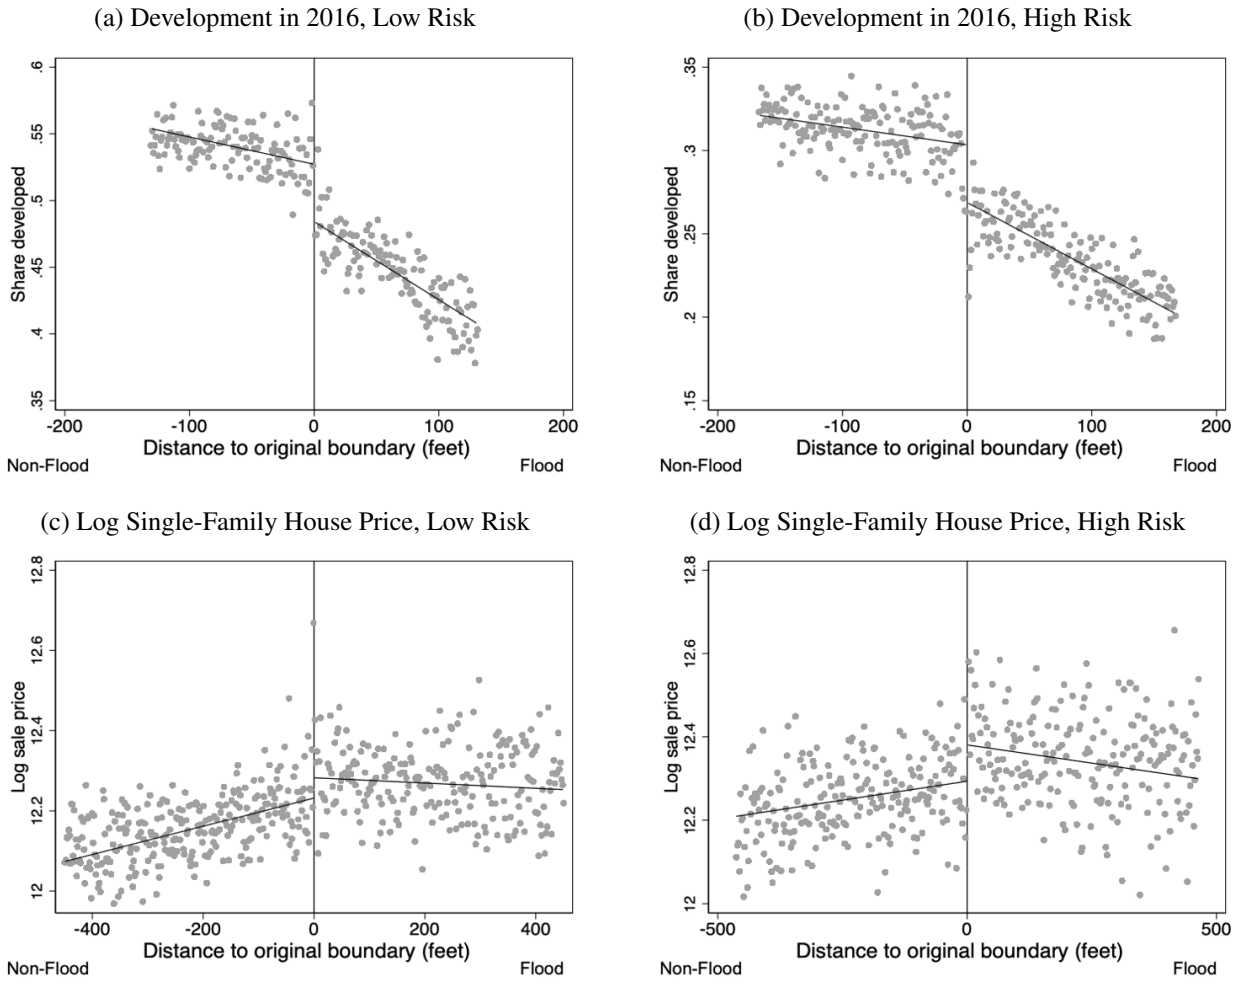 (a) Development in 2016, Low Risk
.6
.55
.5
.45
.4
.35
Share developed
-200
-100
0
100
200
Distance to original boundary (feet)
Non-Flood
Flood
(b) Development in 2016, High Risk
.35
.3
.25
.2
.15
Share developed
-200
-100
0
100
200
Distance to original boundary (feet)
Non-Flood
Flood
(c) Log Single-Family House Price, Low Risk
12.8
12.6
12.4
12.2
12
Log sale price
-400
-200
0
200
400
Distance to original boundary (feet)
Non-Flood
Flood
(d) Log Single-Family House Price, High Risk
12.8
12.6
12.4
12.2
12
Log sale price
-500
0
500
Distance to original boundary (feet)
Non-Flood
Flood